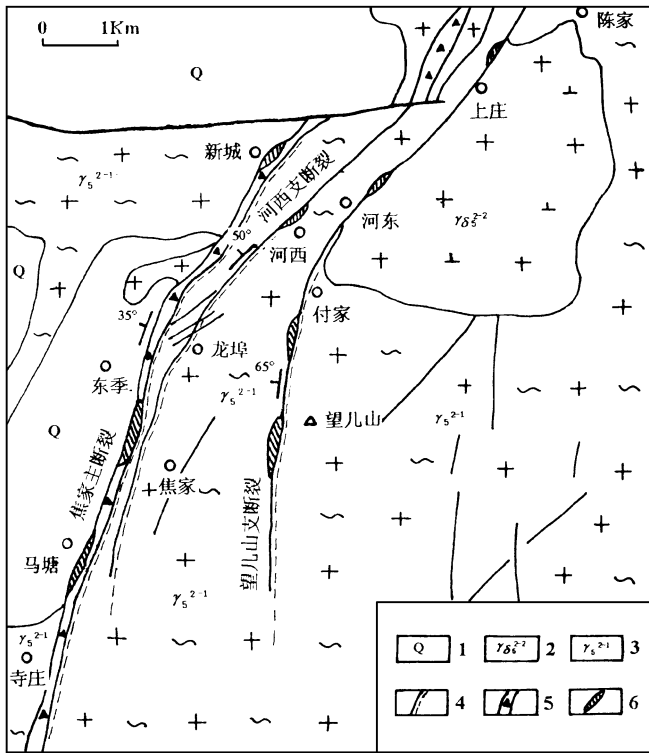 0 1Km
陈家
Q
上庄
新城
γ₅²⁻¹
河西支断裂
河东
γδ₅²⁻²
50°
河西
Q
付家
35°
龙埠
65°
东季
γ₅²⁻¹
望儿山
γ₅²⁻¹
Q
焦家主断裂
焦家
望儿山支断裂
马塘
γ₅²⁻¹
γ₅²⁻¹
寺庄
Q 1 γδ₅²⁻² 2 γ₅²⁻¹ 3
4 5 6